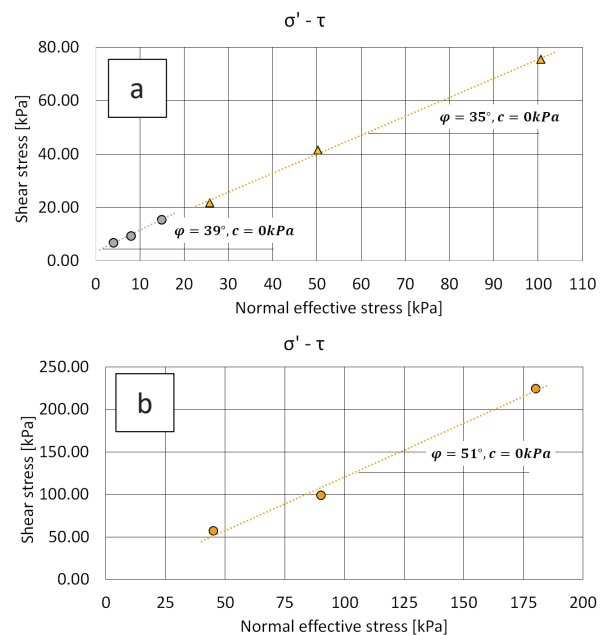 σ' - τ
80.00
60.00
40.00
20.00
0.00
Shear stress [kPa]
a
φ = 35°, c = 0kPa
φ = 39°, c = 0kPa
0 10 20 30 40 50 60 70 80 90 100 110
Normal effective stress [kPa]
σ' - τ
250.00
200.00
150.00
100.00
50.00
0.00
Shear stress [kPa]
b
φ = 51°, c = 0kPa
0 25 50 75 100 125 150 175 200
Normal effective stress [kPa]